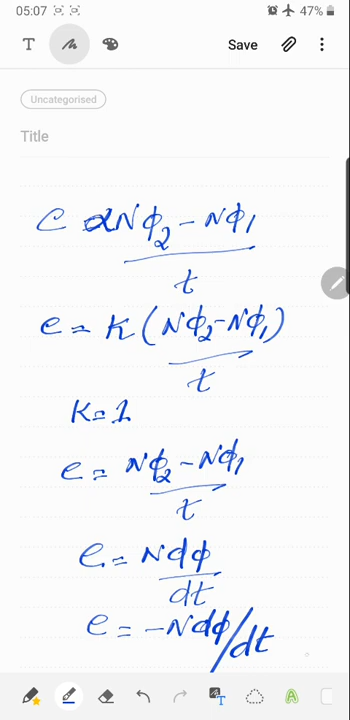 05:07 47%
T Save
Uncategorised
Title
e α Nϕ₂ - Nϕ₁
t
e = K (Nϕ₂ - Nϕ₁)
t
K = 1
e = Nϕ₂ - Nϕ₁
t
e = Ndϕ
dt
e = -Ndϕ/dt
T
A